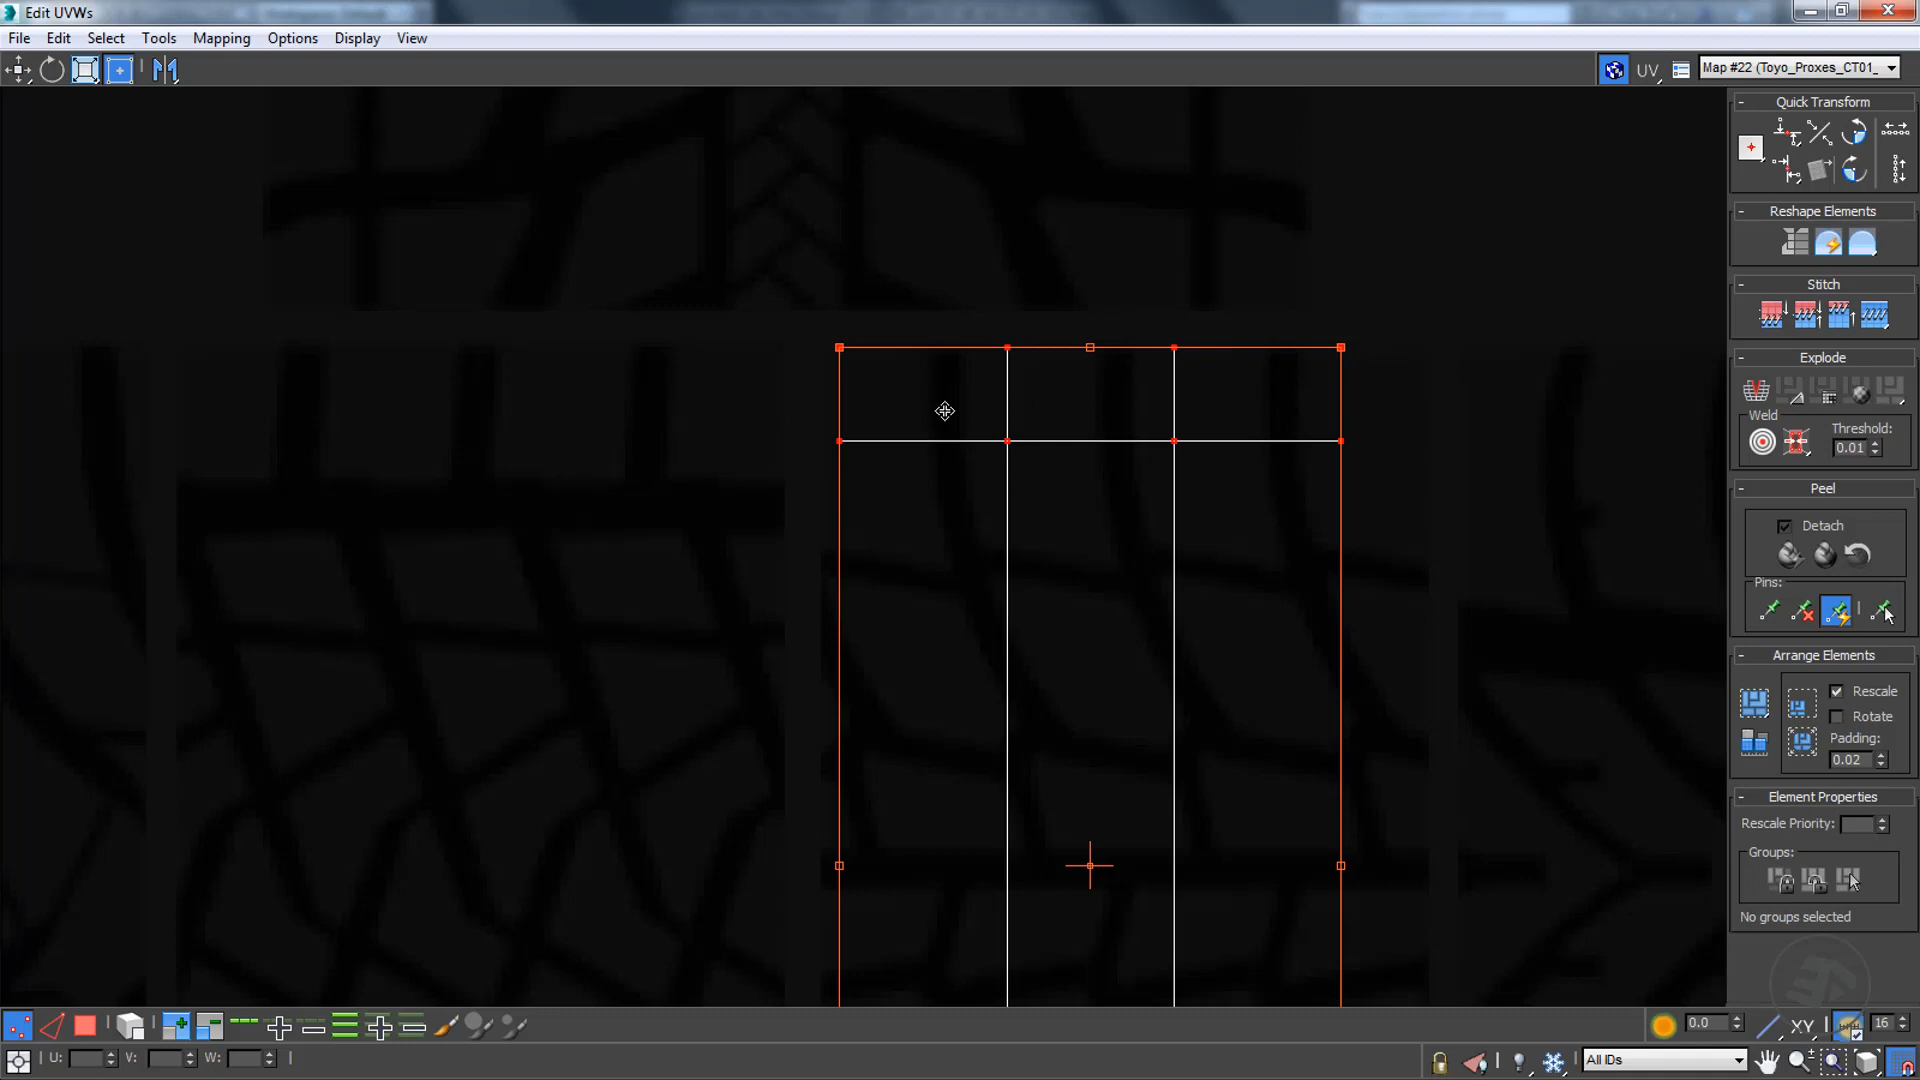 Edit UVWs
File Edit Select Tools Mapping Options Display View
UV Map #22 (Toyo_Proxes_CT01_
- Quick Transform
- Reshape Elements
- Stitch
- Explode
Weld
Threshold:
0.01
- Peel
Detach
Pins:
- Arrange Elements
Rescale
Rotate
Padding:
0.02
- Element Properties
Rescale Priority:
Groups:
No groups selected
0.0 XY 16
U: V: W: All IDs